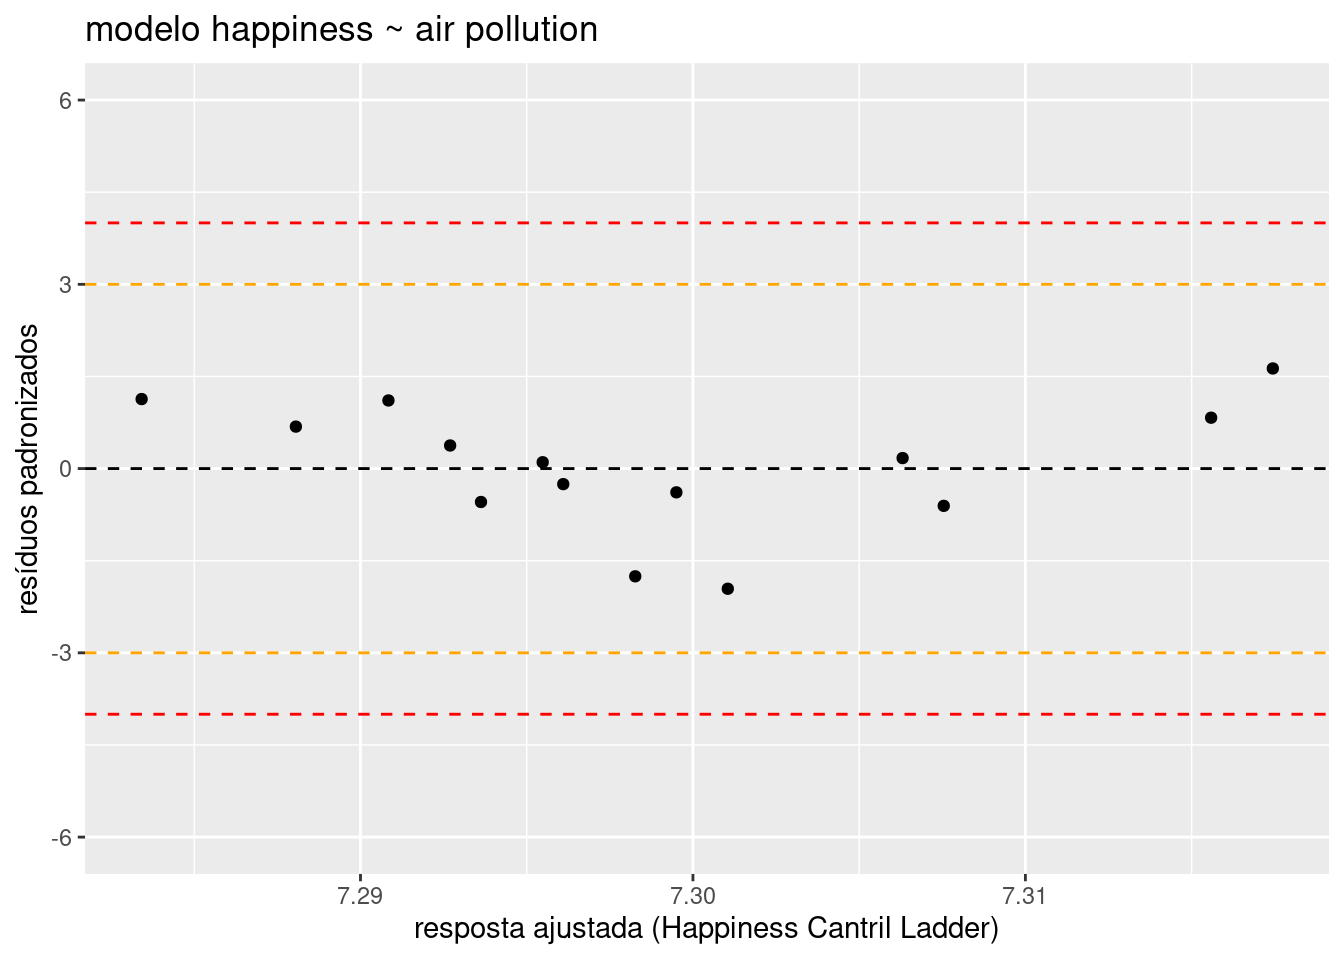 modelo happiness ~ air pollution
6
3
0
-3
-6
resíduos padronizados
7.29 7.30 7.31
resposta ajustada (Happiness Cantril Ladder)